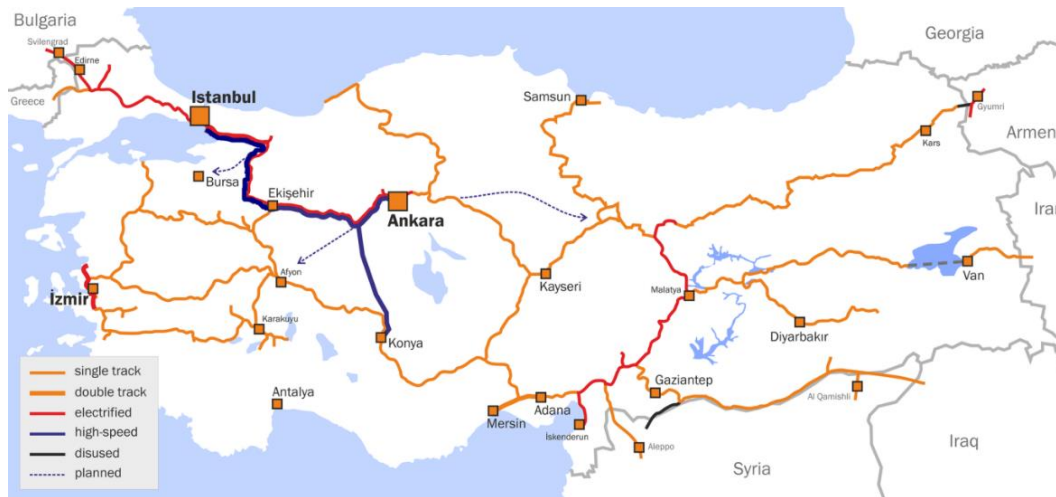 Bulgaria
Svilengrad
Edirne
Greece
Istanbul
Bursa
Ekişehir
Ankara
Samsun
Georgia
Gyumri
Kars
Armen
Iran
Van
İzmir
Afyon
Karakuyu
Konya
Kayseri
Malatya
Diyarbakır
Antalya
Mersin
Adana
İskenderun
Gaziantep
Aleppo
Al Qamishli
Syria
Iraq
single track
double track
electrified
high-speed
disused
planned